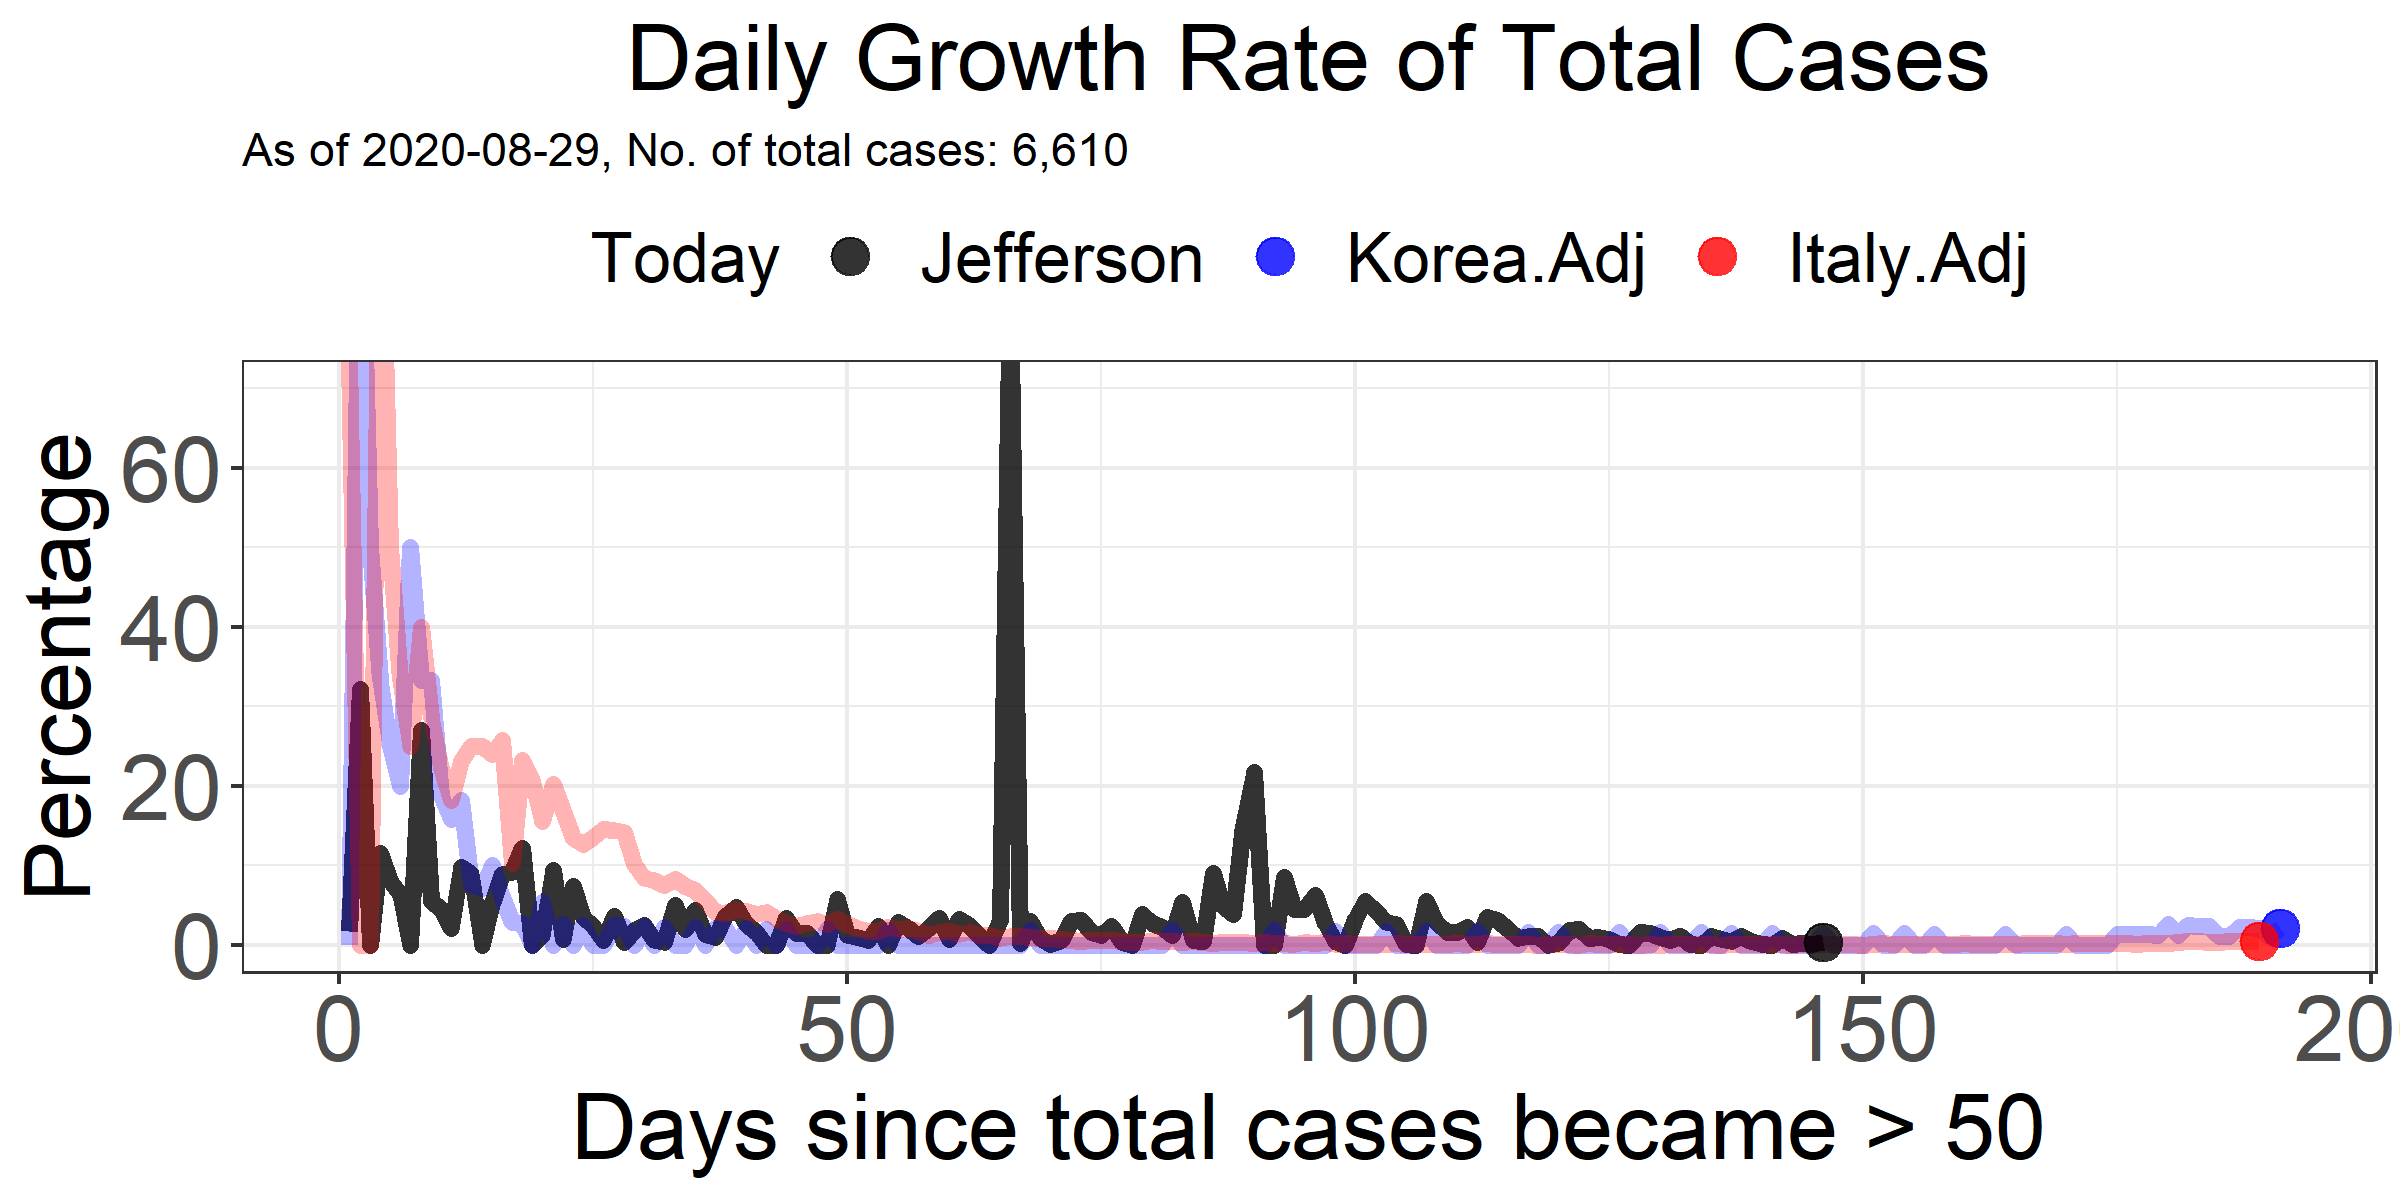 Daily Growth Rate of Total Cases
As of 2020-08-29, No. of total cases: 6,610
Today Jefferson Korea.Adj Italy.Adj
Percentage
60
40
20
0
0 50 100 150 20
Days since total cases became > 50